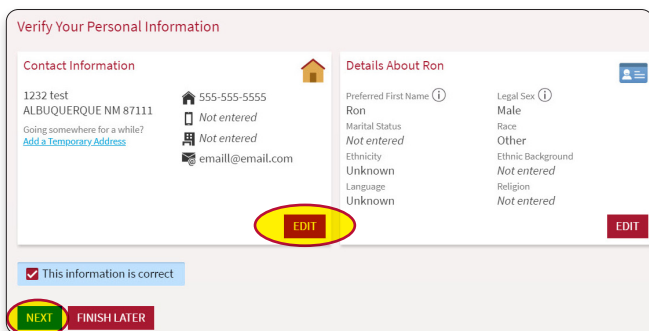 Verify Your Personal Information
Contact Information
1232 test
ALBUQUERQUE NM 87111
Going somewhere for a while?
Add a Temporary Address
555-555-5555
Not entered
Not entered
emaill@email.com
EDIT
Details About Ron
Preferred First Name
Ron
Legal Sex
Male
Marital Status
Not entered
Race
Other
Ethnicity
Unknown
Ethnic Background
Not entered
Language
Unknown
Religion
Not entered
EDIT
This information is correct
NEXT
FINISH LATER